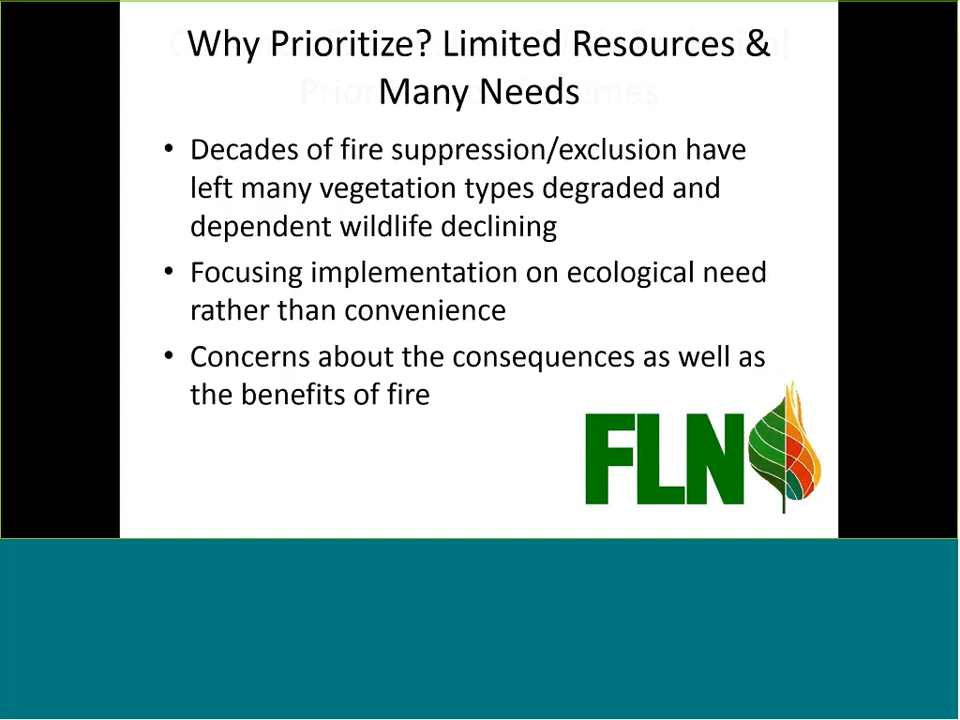 Why Prioritize? Limited Resources &
Many Needs
• Decades of fire suppression/exclusion have
left many vegetation types degraded and
dependent wildlife declining
• Focusing implementation on ecological need
rather than convenience
• Concerns about the consequences as well as
the benefits of fire
FLN